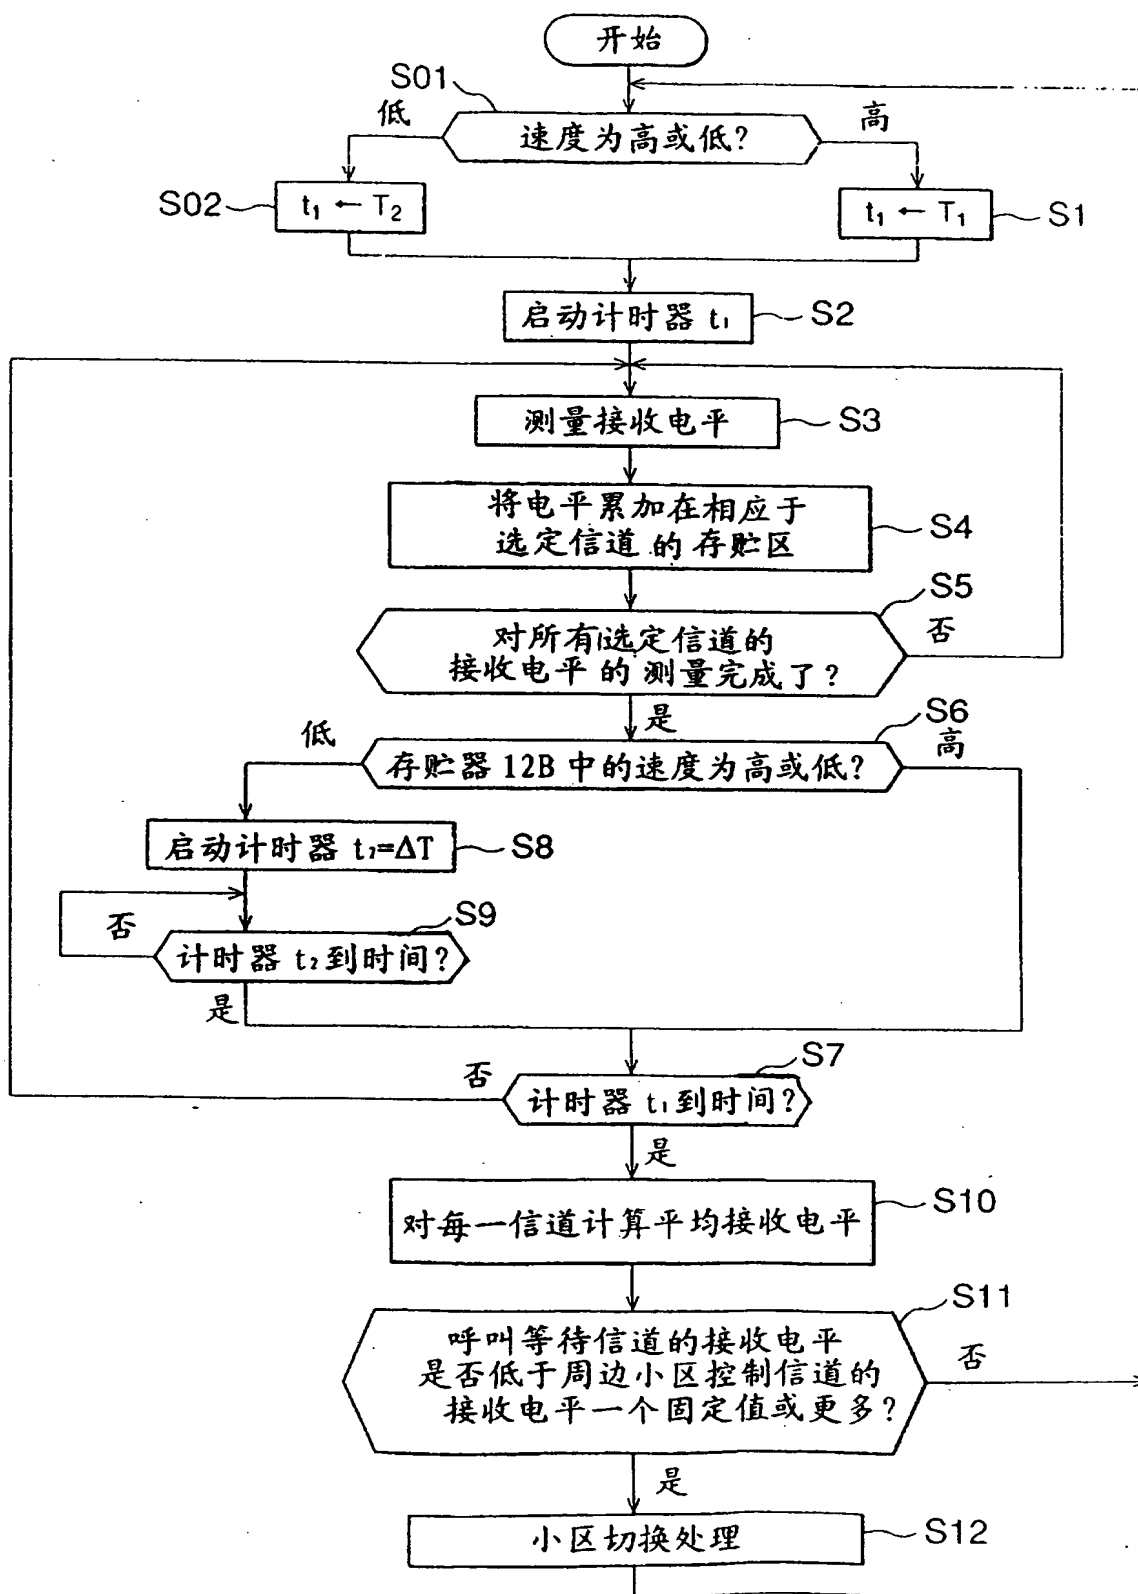 开始
S01
低
高
速度为高或低?
S02
t₁ ← T₂
t₁ ← T₁
S1
启动计时器 t₁
S2
测量接收电平
S3
将电平累加在相应于
选定信道的存贮区
S4
S5
对所有选定信道的
接收电平的测量完成了?
否
是
S6
低
高
存贮器 12B 中的速度为高或低?
启动计时器 t₂=ΔT
S8
否
S9
计时器 t₂到时间?
是
S7
否
计时器 t₁到时间?
是
对每一信道计算平均接收电平
S10
S11
呼叫等待信道的接收电平
是否低于周边小区控制信道的
接收电平一个固定值或更多?
否
是
小区切换处理
S12